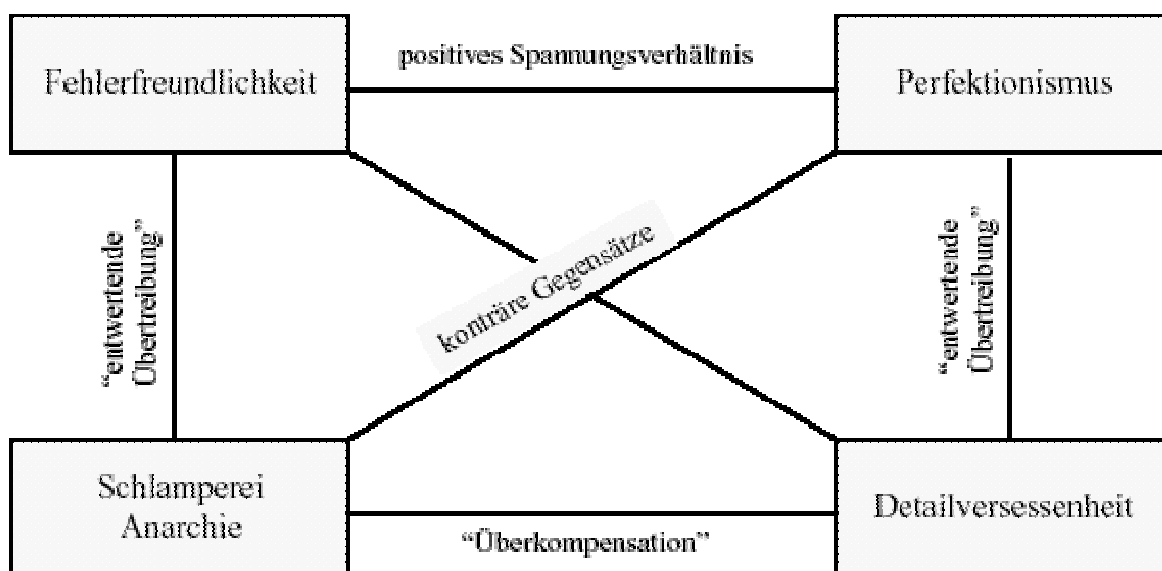 positives Spannungsverhältnis
Fehlerfreundlichkeit
Perfektionismus
“entwertende
Übertreibung”
konträre Gegensätze
“entwertende
Übertreibung”
Schlamperei
Anarchie
Detailversessenheit
“Überkompensation”